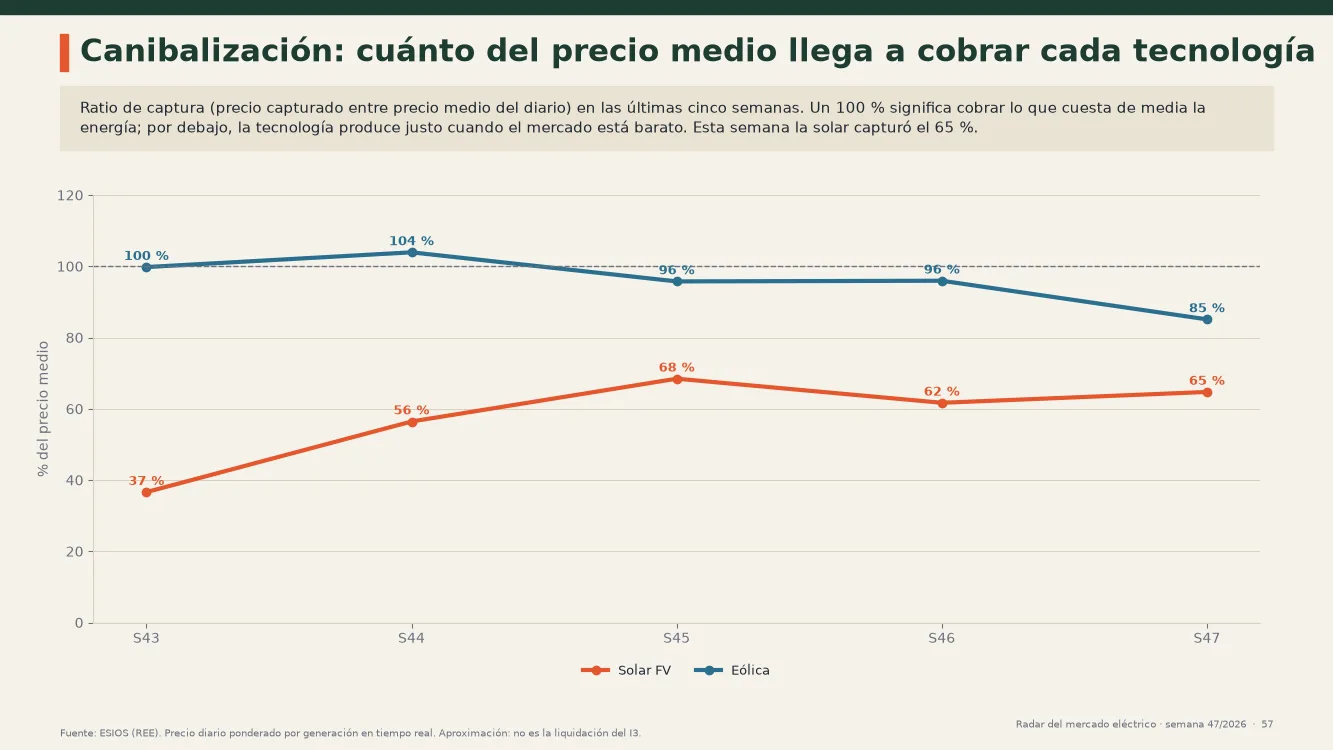 Canibalización: cuánto del precio medio llega a cobrar cada tecnología
Ratio de captura (precio capturado entre precio medio del diario) en las últimas cinco semanas. Un 100 % significa cobrar lo que cuesta de media la
energía; por debajo, la tecnología produce justo cuando el mercado está barato. Esta semana la solar capturó el 65 %.
% del precio medio
120
100
80
60
40
20
0
100 %
104 %
96 %
96 %
85 %
37 %
56 %
68 %
62 %
65 %
S43
S44
S45
S46
S47
Solar FV
Eólica
Radar del mercado eléctrico · semana 47/2026 · 57
Fuente: ESIOS (REE). Precio diario ponderado por generación en tiempo real. Aproximación: no es la liquidación del I3.